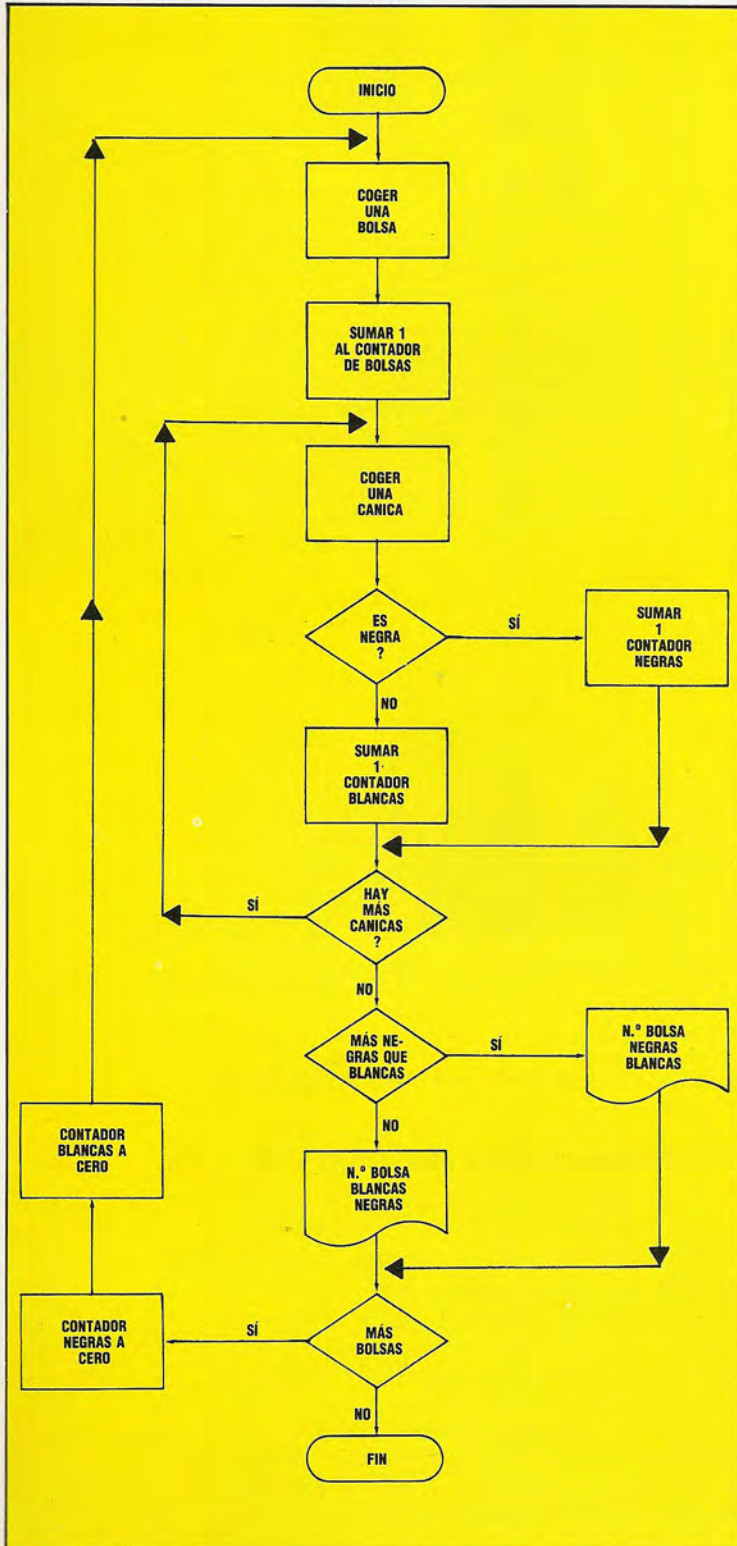 INICIO
COGER
UNA
BOLSA
SUMAR 1
AL CONTADOR
DE BOLSAS
COGER
UNA
CANICA
ES
NEGRA
?
SÍ
SUMAR
1
CONTADOR
NEGRAS
NO
SUMAR
1
CONTADOR
BLANCAS
HAY
MÁS
CANICAS
?
SÍ
NO
MÁS NE-
GRAS QUE
BLANCAS
SÍ
N.º BOLSA
NEGRAS
BLANCAS
NO
N.º BOLSA
BLANCAS
NEGRAS
MÁS
BOLSAS
SÍ
CONTADOR
NEGRAS A
CERO
CONTADOR
BLANCAS A
CERO
NO
FIN